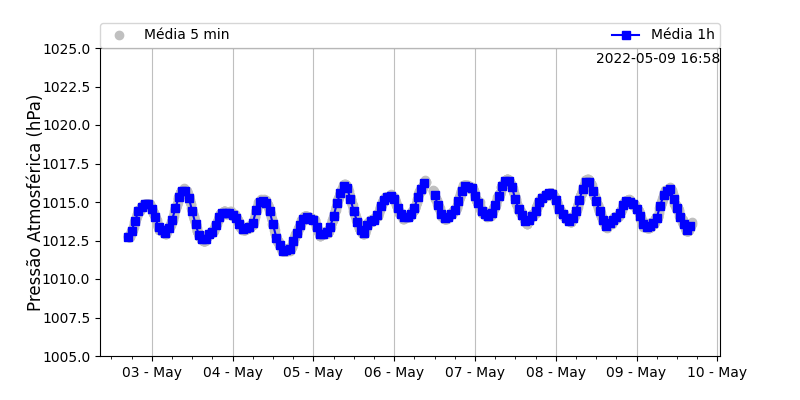 Média 5 min
Média 1h
2022-05-09 16:58
Pressão Atmosférica (hPa)
1025.0
1022.5
1020.0
1017.5
1015.0
1012.5
1010.0
1007.5
1005.0
03 - May
04 - May
05 - May
06 - May
07 - May
08 - May
09 - May
10 - May